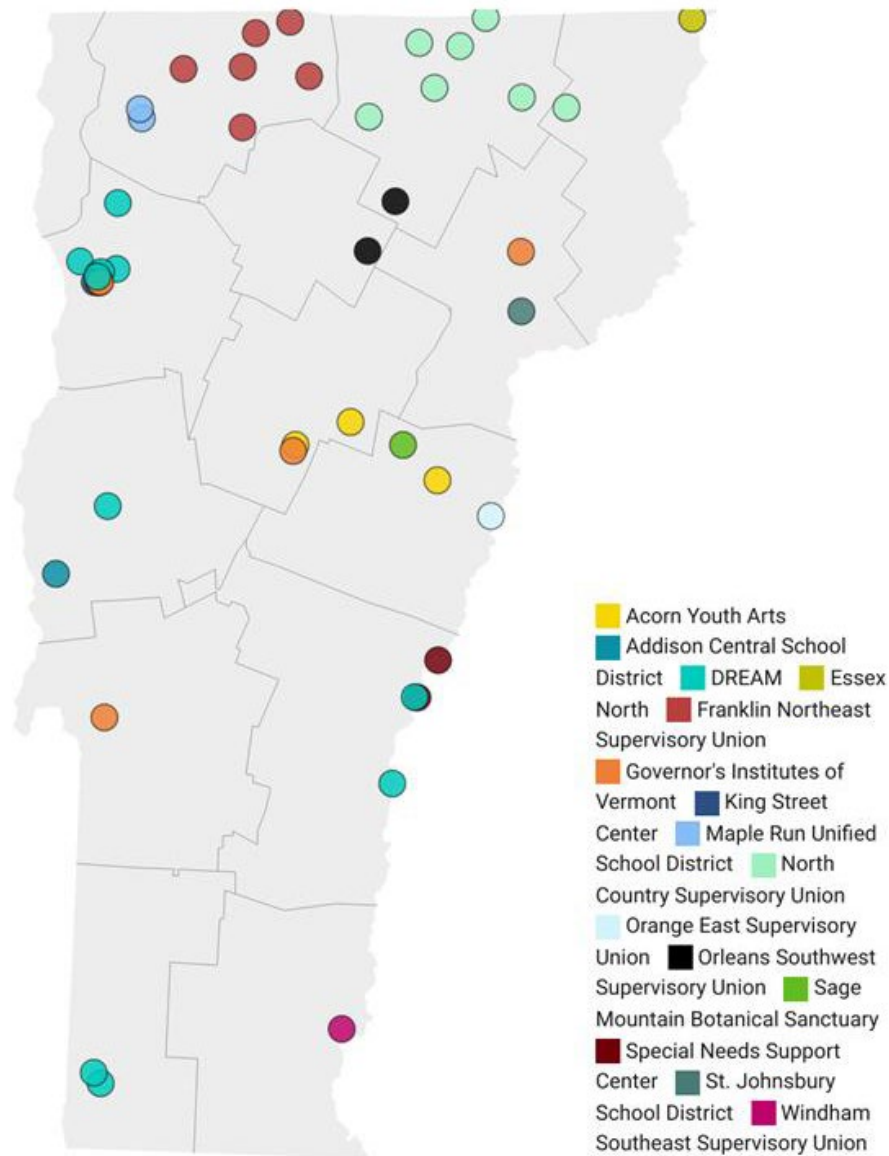 Acorn Youth Arts
Addison Central School
District DREAM Essex
North Franklin Northeast
Supervisory Union
Governor's Institutes of
Vermont King Street
Center Maple Run Unified
School District North
Country Supervisory Union
Orange East Supervisory
Union Orleans Southwest
Supervisory Union Sage
Mountain Botanical Sanctuary
Special Needs Support
Center St. Johnsbury
School District Windham
Southeast Supervisory Union